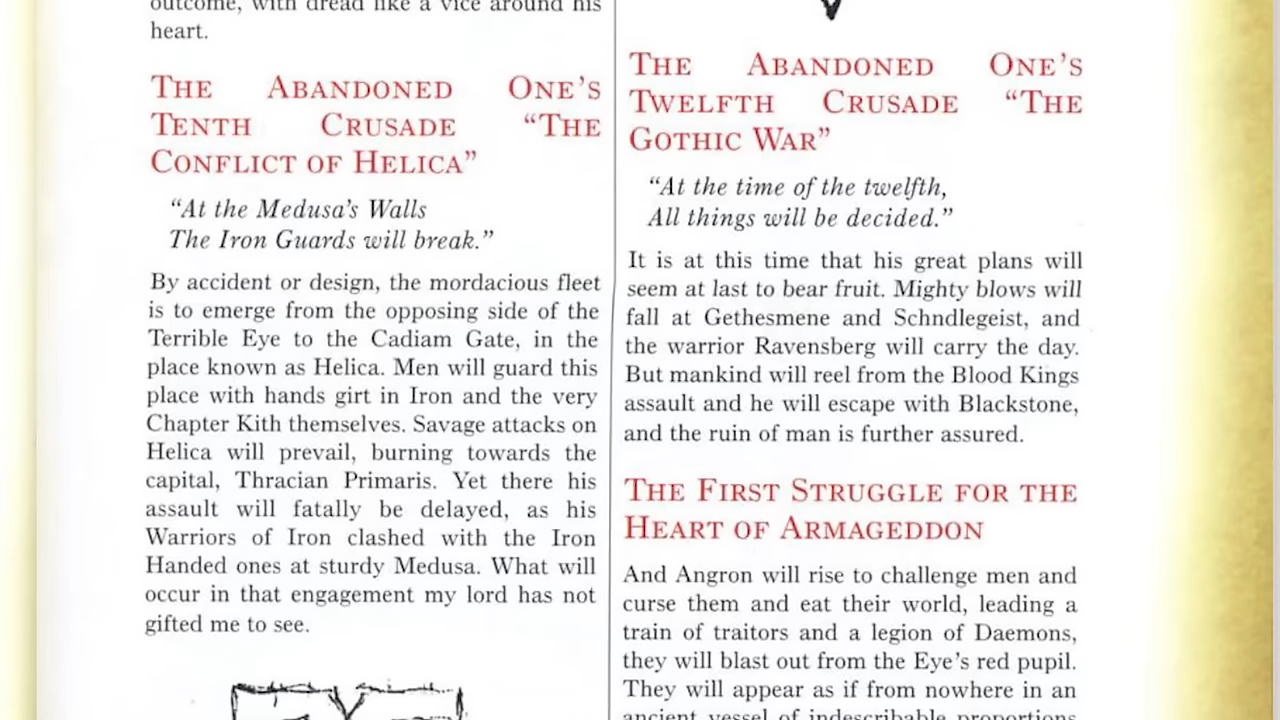 outcome, with dread like a vice around his
heart.
THE ABANDONED ONE'S
TENTH CRUSADE “THE
CONFLICT OF HELICA”
“At the Medusa's Walls
The Iron Guards will break.”
By accident or design, the mordacious fleet
is to emerge from the opposing side of the
Terrible Eye to the Cadiam Gate, in the
place known as Helica. Men will guard this
place with hands girt in Iron and the very
Chapter Kith themselves. Savage attacks on
Helica will prevail, burning towards the
capital, Thracian Primaris. Yet there his
assault will fatally be delayed, as his
Warriors of Iron clashed with the Iron
Handed ones at sturdy Medusa. What will
occur in that engagement my lord has not
gifted me to see.
THE ABANDONED ONE'S
TWELFTH CRUSADE “THE
GOTHIC WAR”
“At the time of the twelfth,
All things will be decided.”
It is at this time that his great plans will
seem at last to bear fruit. Mighty blows will
fall at Gethesmene and Schndlegeist, and
the warrior Ravensberg will carry the day.
But mankind will reel from the Blood Kings
assault and he will escape with Blackstone,
and the ruin of man is further assured.
THE FIRST STRUGGLE FOR THE
HEART OF ARMAGEDDON
And Angron will rise to challenge men and
curse them and eat their world, leading a
train of traitors and a legion of Daemons,
they will blast out from the Eye's red pupil.
They will appear as if from nowhere in an
ancient vessel of indescribable proportions